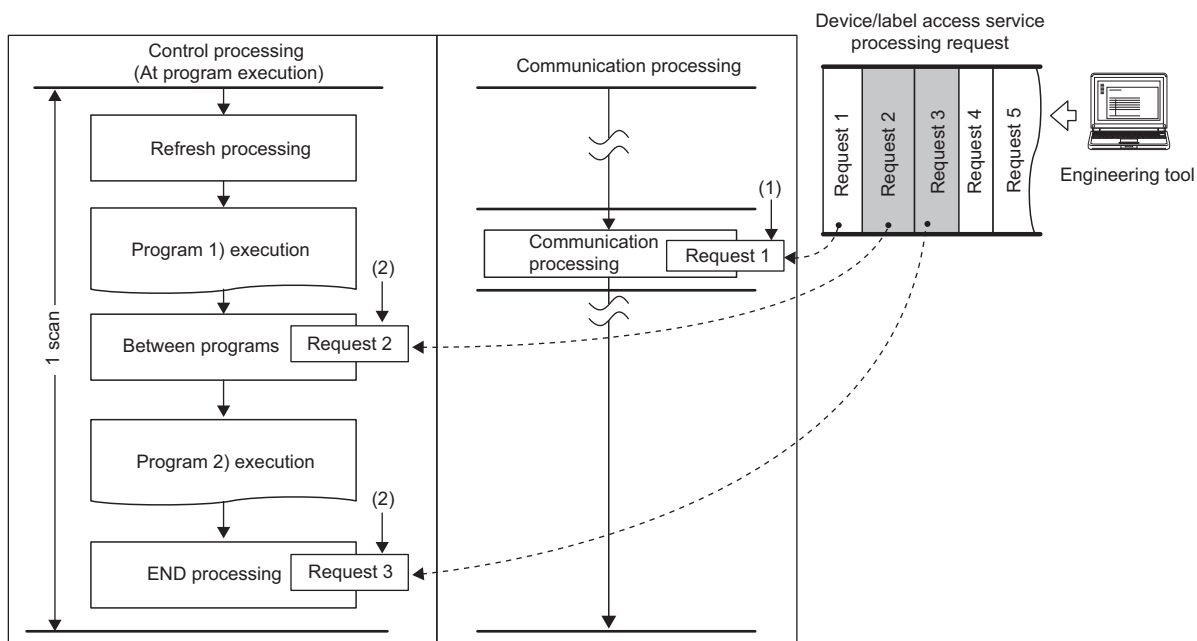 Device/label access service
processing request
Control processing
(At program execution)
Communication processing
Request 1
Request 2
Request 3
Request 4
Request 5
Engineering tool
1 scan
Refresh processing
Program 1) execution
(1)
Communication
processing
Request 1
(2)
Between programs
Request 2
Program 2) execution
(2)
END processing
Request 3